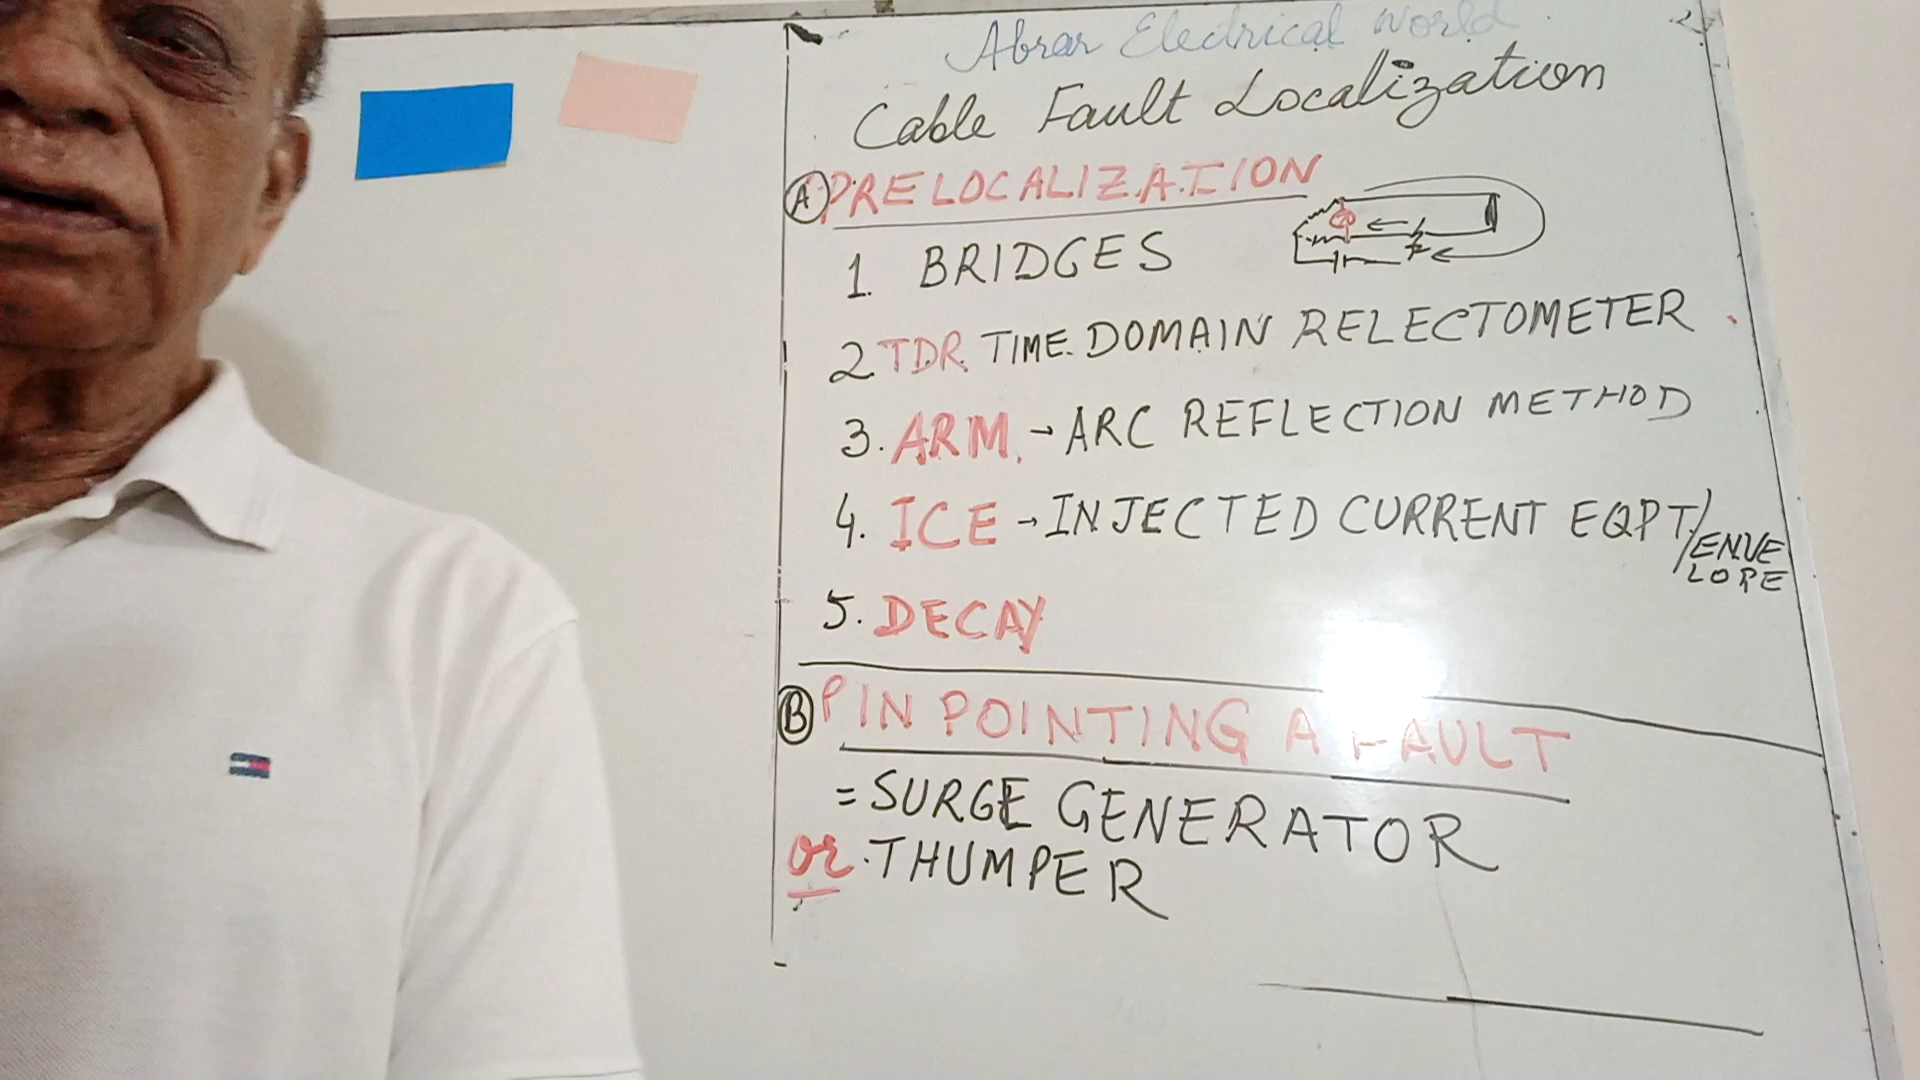 Abrar Electrical World
Cable Fault Localization
A PRELOCALIZATION
1. BRIDGES
2 TDR TIME DOMAIN RELECTOMETER
3. ARM → ARC REFLECTION METHOD
4. ICE → INJECTED CURRENT EQPT/ENVE
LOPE
5. DECAY
B PIN POINTING A FAULT
= SURGE GENERATOR
or THUMPER